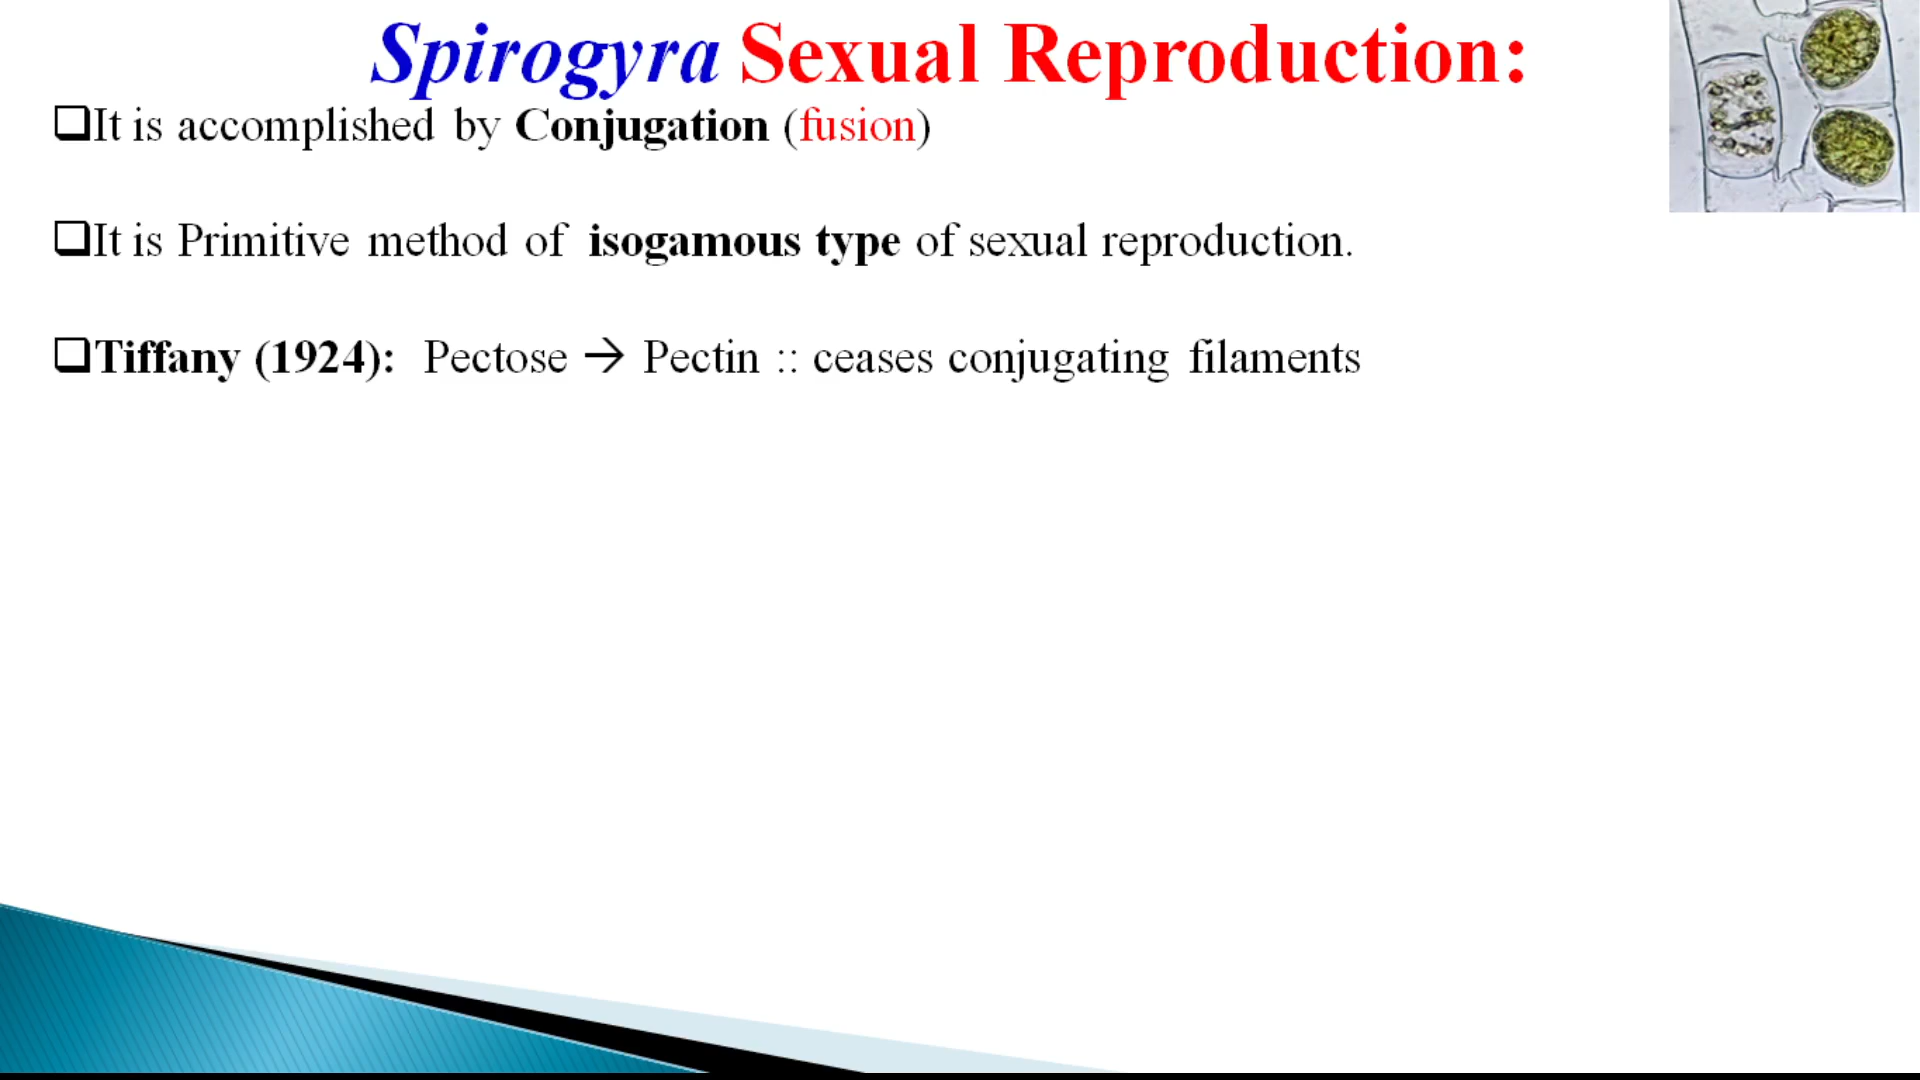 Spirogyra Sexual Reproduction:
❑It is accomplished by Conjugation (fusion)
❑It is Primitive method of isogamous type of sexual reproduction.
❑Tiffany (1924): Pectose → Pectin :: ceases conjugating filaments